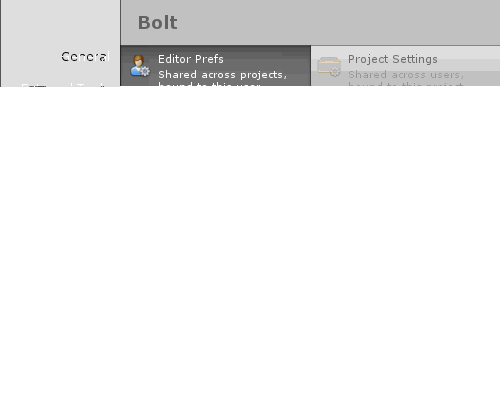 Bolt
General
Editor Prefs
Shared across projects,
bound to this user
Project Settings
Shared across users,
bound to this project